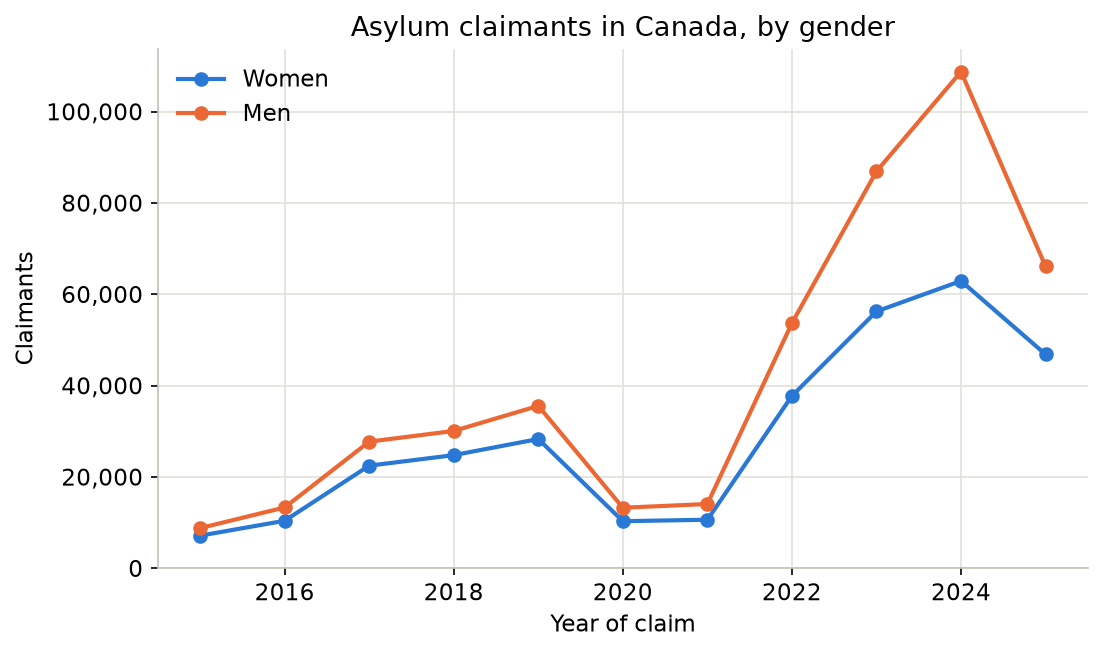 Asylum claimants in Canada, by gender
Women
Men
Claimants
100,000
80,000
60,000
40,000
20,000
0
2016
2018
2020
2022
2024
Year of claim